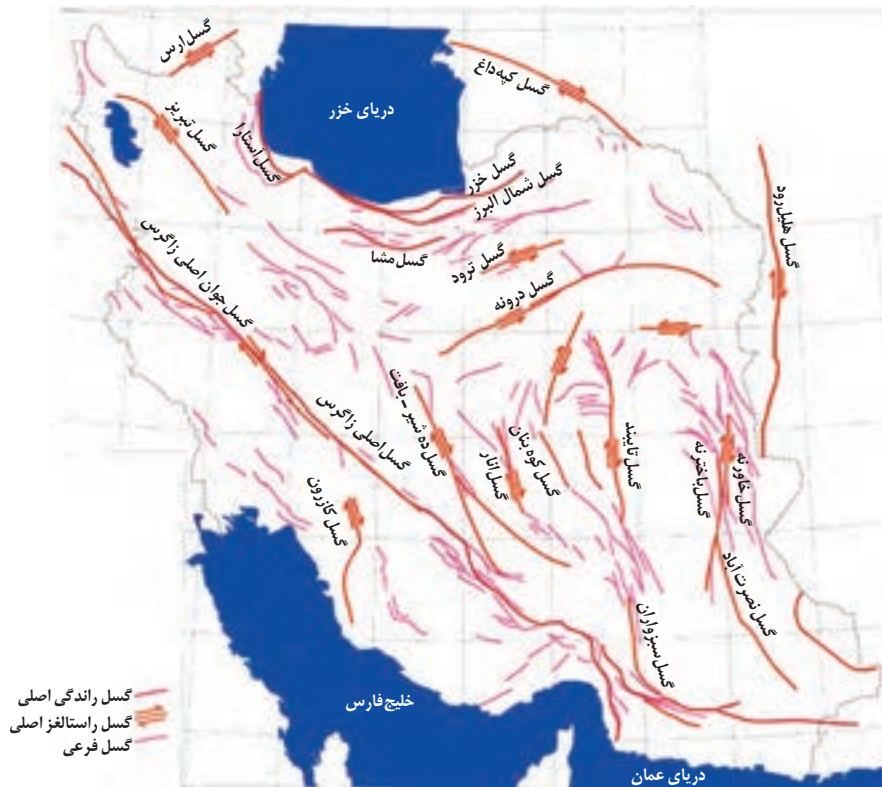 گسل ارس
گسل کپه‌داغ
دریای خزر
گسل تبریز
گسل آستارا
گسل خزر
گسل شمال البرز
گسل هلیل‌رود
گسل مشا
گسل ترود
گسل درونه
گسل جوان اصلی زاگرس
گسل اصلی زاگرس
گسل ده شیر - بافت
گسل انار
گسل کوه بنان
گسل نایبند
گسل باختر نه
گسل خاور نه
گسل کازرون
گسل نصرت آباد
گسل سبزواران
خلیج فارس
دریای عمان
گسل راندگی اصلی
گسل راستالغز اصلی
گسل فرعی